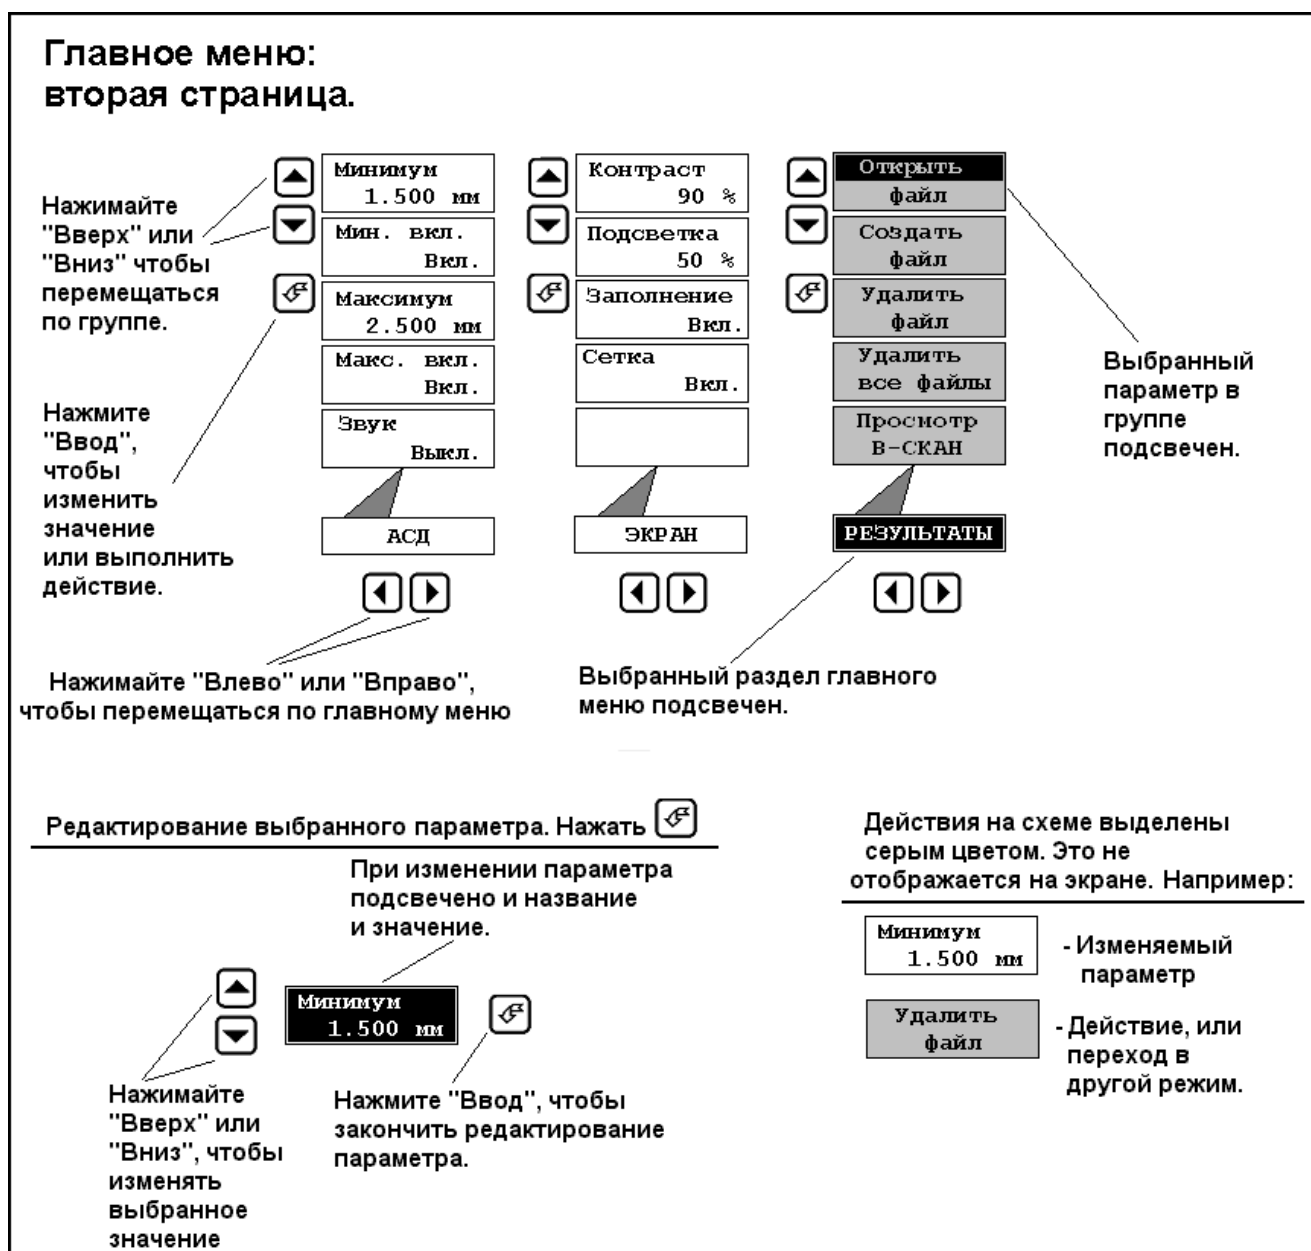 Главное меню:
вторая страница.
Нажимайте
"Вверх" или
"Вниз" чтобы
перемещаться
по группе.
Нажмите
"Ввод",
чтобы
изменить
значение
или выполнить
действие.
Минимум
1.500 мм
Мин. вкл.
Вкл.
Максимум
2.500 мм
Макс. вкл.
Вкл.
Звук
Выкл.
АСД
Контраст
90 %
Подсветка
50 %
Заполнение
Вкл.
Сетка
Вкл.
ЭКРАН
Открыть
файл
Создать
файл
Удалить
файл
Удалить
все файлы
Просмотр
В-СКАН
РЕЗУЛЬТАТЫ
Выбранный
параметр в
группе
подсвечен.
Нажимайте "Влево" или "Вправо",
чтобы перемещаться по главному меню
Выбранный раздел главного
меню подсвечен.
Редактирование выбранного параметра. Нажать
При изменении параметра
подсвечено и название
и значение.
Минимум
1.500 мм
Нажимайте
"Вверх" или
"Вниз", чтобы
изменять
выбранное
значение
Нажмите "Ввод", чтобы
закончить редактирование
параметра.
Действия на схеме выделены
серым цветом. Это не
отображается на экране. Например:
Минимум
1.500 мм
- Изменяемый
параметр
Удалить
файл
- Действие, или
переход в
другой режим.